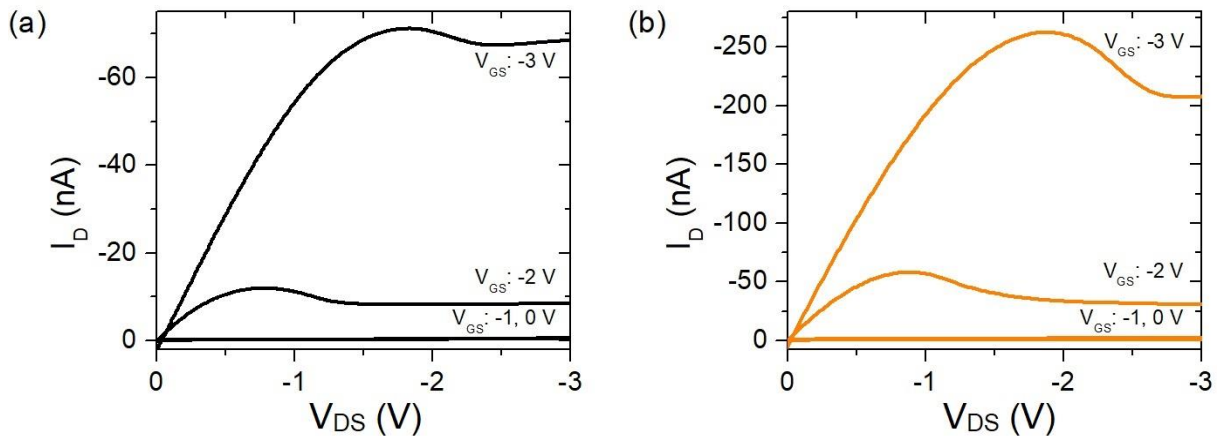 (a)
I_D (nA)
-60
-40
-20
0
V_GS: -3 V
V_GS: -2 V
V_GS: -1, 0 V
0 -1 -2 -3
V_DS (V)
(b)
I_D (nA)
-250
-200
-150
-100
-50
0
V_GS: -3 V
V_GS: -2 V
V_GS: -1, 0 V
0 -1 -2 -3
V_DS (V)